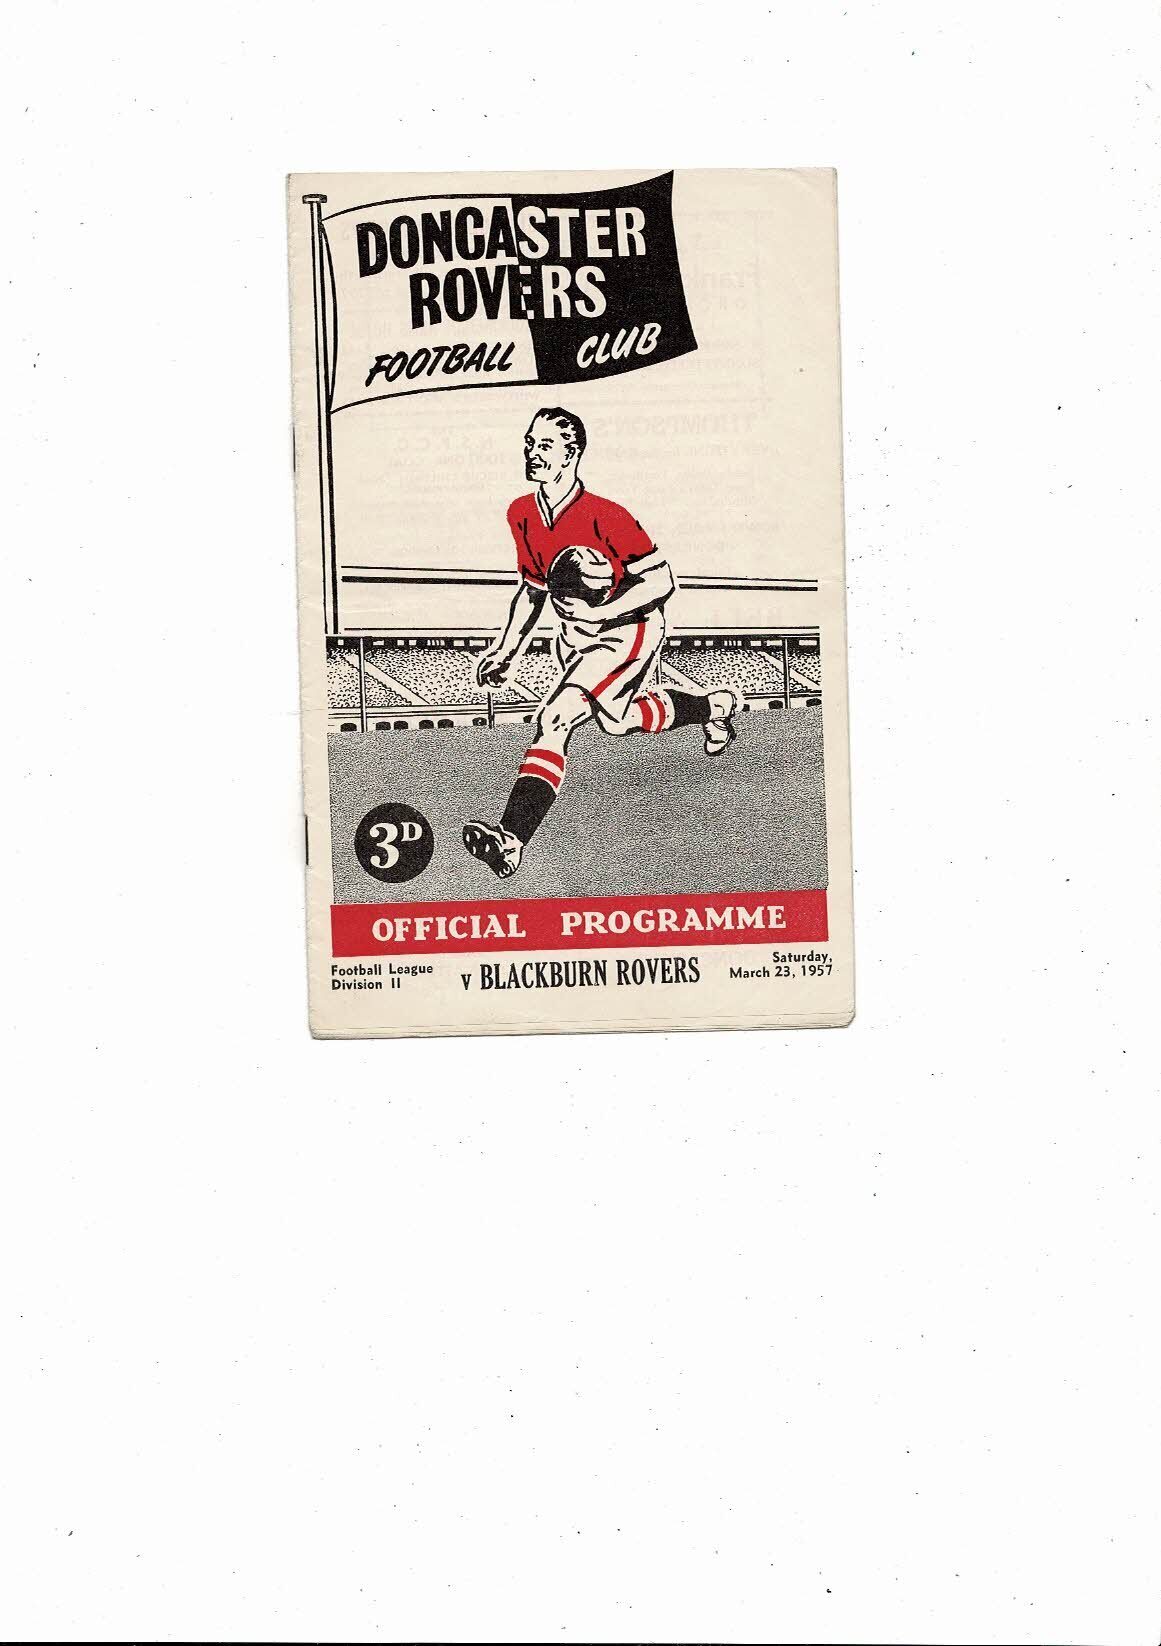 DONCASTER
ROVERS
FOOTBALL CLUB
3D
OFFICIAL PROGRAMME
Football League
Division II
v BLACKBURN ROVERS
Saturday,
March 23, 1957